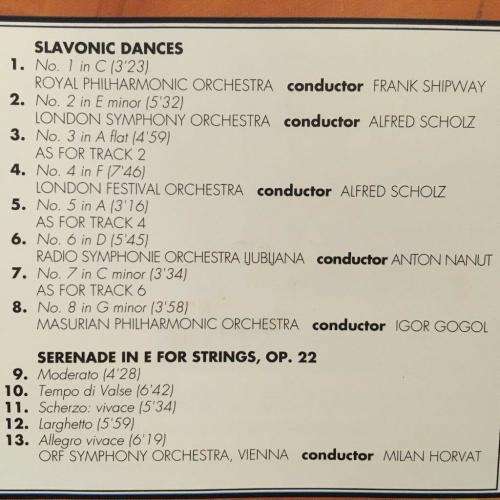 SLAVONIC DANCES
1. No. 1 in C (3'23)
ROYAL PHILHARMONIC ORCHESTRA conductor FRANK SHIPWAY
2. No. 2 in E minor (5'32)
LONDON SYMPHONY ORCHESTRA conductor ALFRED SCHOLZ
3. No. 3 in A flat (4'59)
AS FOR TRACK 2
4. No. 4 in F (7'46)
LONDON FESTIVAL ORCHESTRA conductor ALFRED SCHOLZ
5. No. 5 in A (3'16)
AS FOR TRACK 4
6. No. 6 in D (5'45)
RADIO SYMPHONIE ORCHESTRA LJUBLJANA conductor ANTON NANUT
7. No. 7 in C minor (3'34)
AS FOR TRACK 6
8. No. 8 in G minor (3'58)
MASURIAN PHILHARMONIC ORCHESTRA conductor IGOR GOGOL
SERENADE IN E FOR STRINGS, OP. 22
9. Moderato (4'28)
10. Tempo di Valse (6'42)
11. Scherzo: vivace (5'34)
12. Larghetto (5'59)
13. Allegro vivace (6'19)
ORF SYMPHONY ORCHESTRA, VIENNA conductor MILAN HORVAT